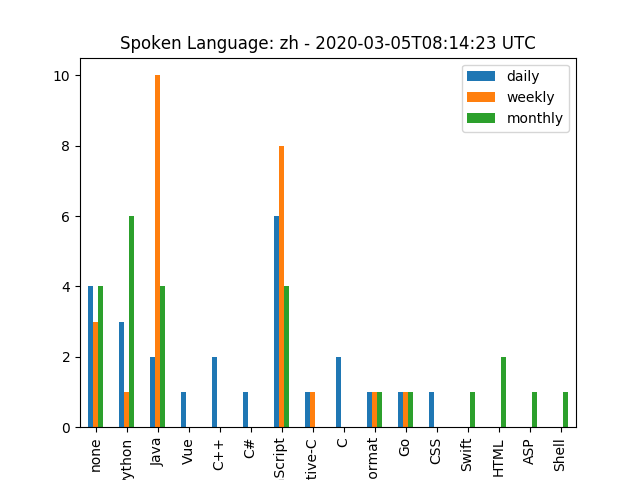 Spoken Language: zh - 2020-03-05T08:14:23 UTC
daily
weekly
monthly
10
8
6
4
2
0
none
ython
Java
Vue
C++
C#
Script
tive-C
C
ormat
Go
CSS
Swift
HTML
ASP
Shell